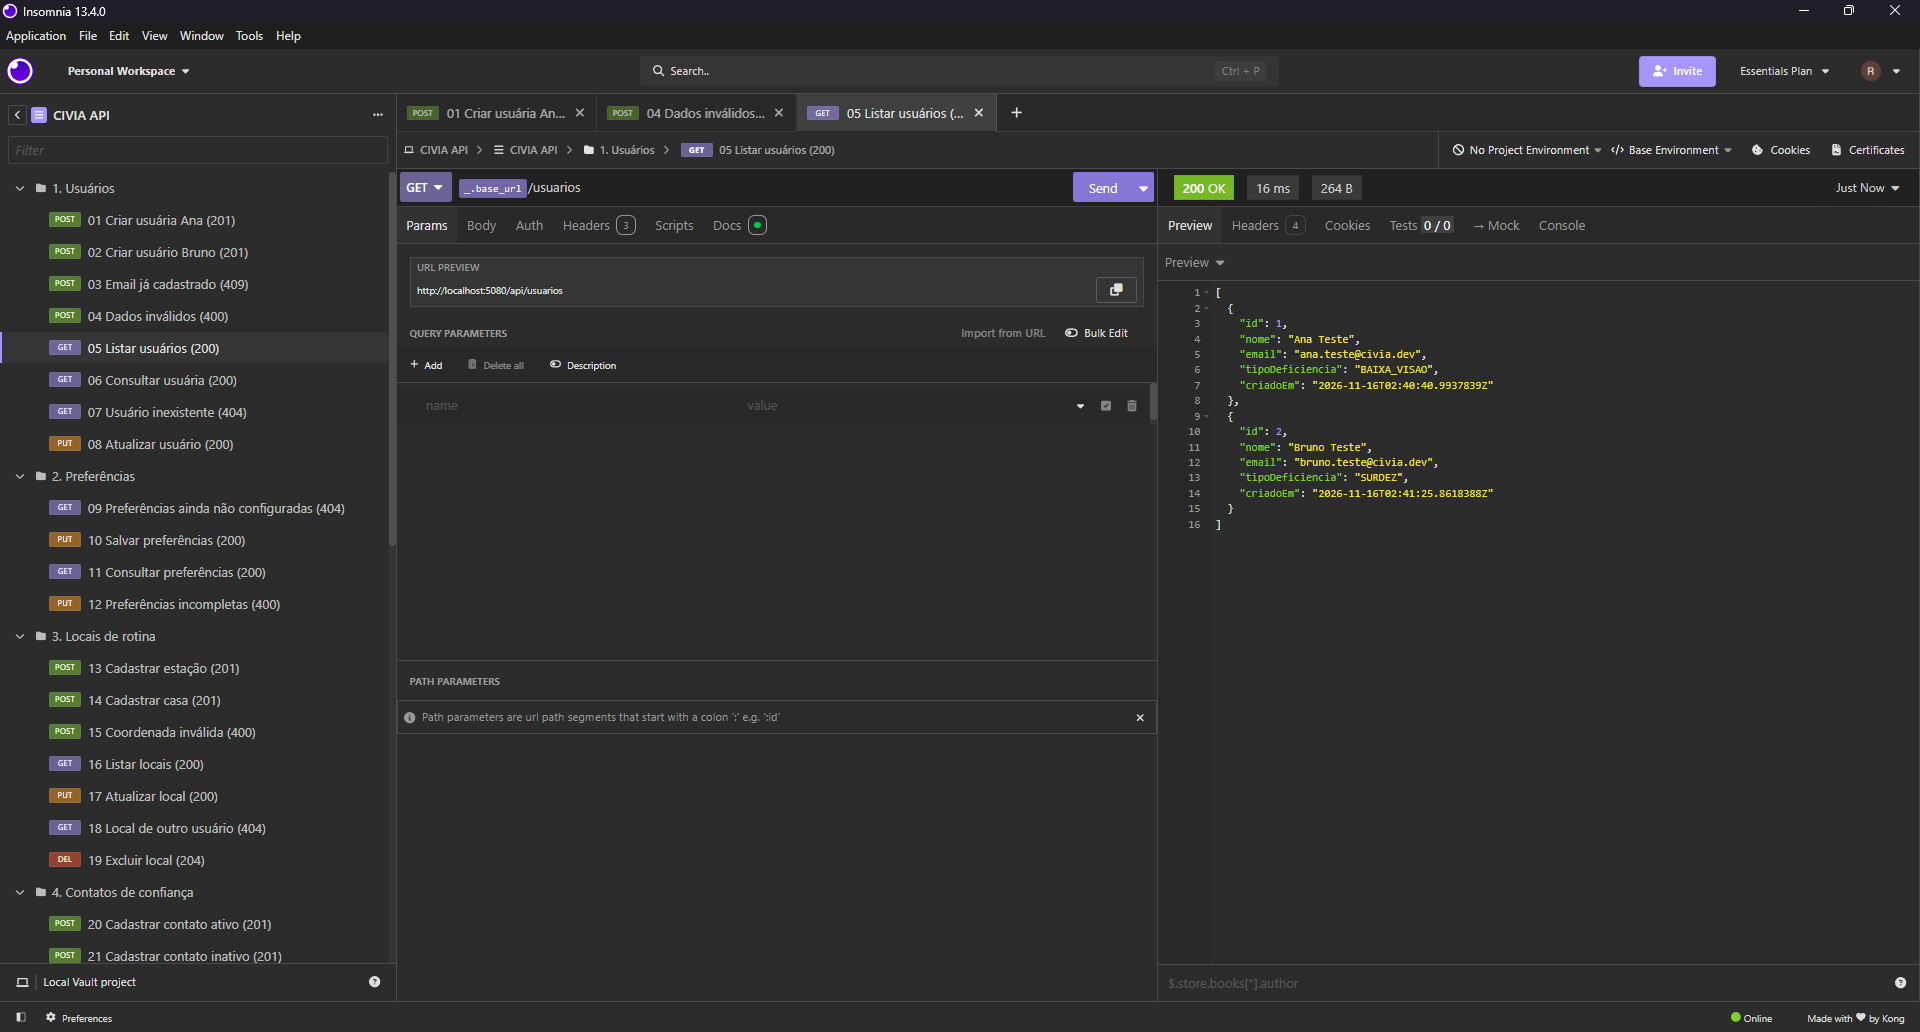 Insomnia 13.4.0
Application File Edit View Window Tools Help
Personal Workspace
Search..
Ctrl + P
Invite
Essentials Plan
R
CIVIA API
Filter
1. Usuários
POST 01 Criar usuária Ana (201)
POST 02 Criar usuário Bruno (201)
POST 03 Email já cadastrado (409)
POST 04 Dados inválidos (400)
GET 05 Listar usuários (200)
GET 06 Consultar usuária (200)
GET 07 Usuário inexistente (404)
PUT 08 Atualizar usuário (200)
2. Preferências
GET 09 Preferências ainda não configuradas (404)
PUT 10 Salvar preferências (200)
GET 11 Consultar preferências (200)
PUT 12 Preferências incompletas (400)
3. Locais de rotina
POST 13 Cadastrar estação (201)
POST 14 Cadastrar casa (201)
POST 15 Coordenada inválida (400)
GET 16 Listar locais (200)
PUT 17 Atualizar local (200)
GET 18 Local de outro usuário (404)
DEL 19 Excluir local (204)
4. Contatos de confiança
POST 20 Cadastrar contato ativo (201)
POST 21 Cadastrar contato inativo (201)
Local Vault project
Preferences
POST 01 Criar usuária An...
POST 04 Dados inválidos...
GET 05 Listar usuários (...
CIVIA API > CIVIA API > 1. Usuários > GET 05 Listar usuários (200)
No Project Environment
Base Environment
Cookies
Certificates
GET
_.base_url /usuarios
Send
Params Body Auth Headers 3 Scripts Docs
URL PREVIEW
http://localhost:5080/api/usuarios
QUERY PARAMETERS
Import from URL
Bulk Edit
+ Add
Delete all
Description
name
value
PATH PARAMETERS
Path parameters are url path segments that start with a colon ':' e.g. ':id'
200 OK
16 ms
264 B
Just Now
Preview Headers 4 Cookies Tests 0 / 0 → Mock Console
Preview
1 [
2 {
3 "id": 1,
4 "nome": "Ana Teste",
5 "email": "ana.teste@civia.dev",
6 "tipoDeficiencia": "BAIXA_VISAO",
7 "criadoEm": "2026-11-16T02:40:40.9937839Z"
8 },
9 {
10 "id": 2,
11 "nome": "Bruno Teste",
12 "email": "bruno.teste@civia.dev",
13 "tipoDeficiencia": "SURDEZ",
14 "criadoEm": "2026-11-16T02:41:25.8618388Z"
15 }
16 ]
$.store.books[*].author
Online
Made with ♥ by Kong